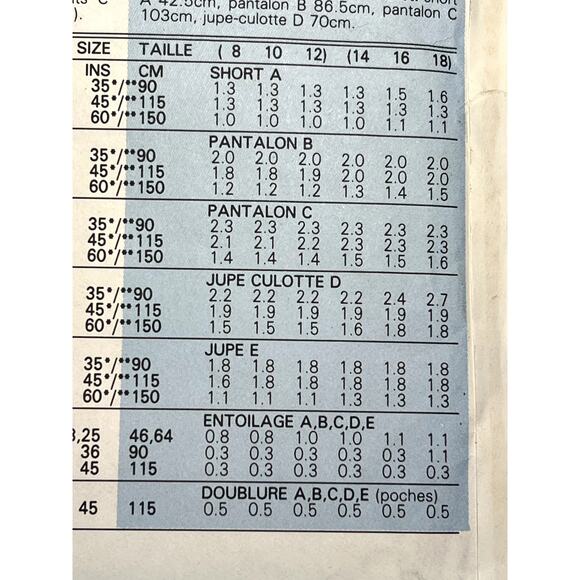 A 42.5cm, pantalon B 86.5cm, pantalon C
). 103cm, jupe-culotte D 70cm.
SIZE TAILLE ( 8 10 12) (14 16 18)
INS CM SHORT A
35*/**90 1.3 1.3 1.3 1.3 1.5 1.6
45*/**115 1.3 1.3 1.3 1.3 1.3 1.3
60*/**150 1.0 1.0 1.0 1.0 1.1 1.1
PANTALON B
35*/**90 2.0 2.0 2.0 2.0 2.0 2.0
45*/**115 1.8 1.8 1.9 2.0 2.0 2.0
60*/**150 1.2 1.2 1.2 1.3 1.4 1.5
PANTALON C
35*/**90 2.3 2.3 2.3 2.3 2.3 2.3
45*/**115 2.1 2.1 2.2 2.3 2.3 2.3
60*/**150 1.4 1.4 1.4 1.5 1.5 1.6
JUPE CULOTTE D
35*/**90 2.2 2.2 2.2 2.2 2.4 2.7
45*/**115 1.9 1.9 1.9 1.9 1.9 1.9
60*/**150 1.5 1.5 1.5 1.6 1.8 1.8
JUPE E
35*/**90 1.8 1.8 1.8 1.8 1.8 1.8
45*/**115 1.6 1.8 1.8 1.8 1.8 1.8
60*/**150 1.1 1.1 1.1 1.3 1.3 1.3
ENTOILAGE A,B,C,D,E
,25 46,64 0.8 0.8 1.0 1.0 1.1 1.1
36 90 0.3 0.3 0.3 0.3 0.3 1.1
45 115 0.3 0.3 0.3 0.3 0.3 0.3
DOUBLURE A,B,C,D,E (poches)
45 115 0.5 0.5 0.5 0.5 0.5 0.5